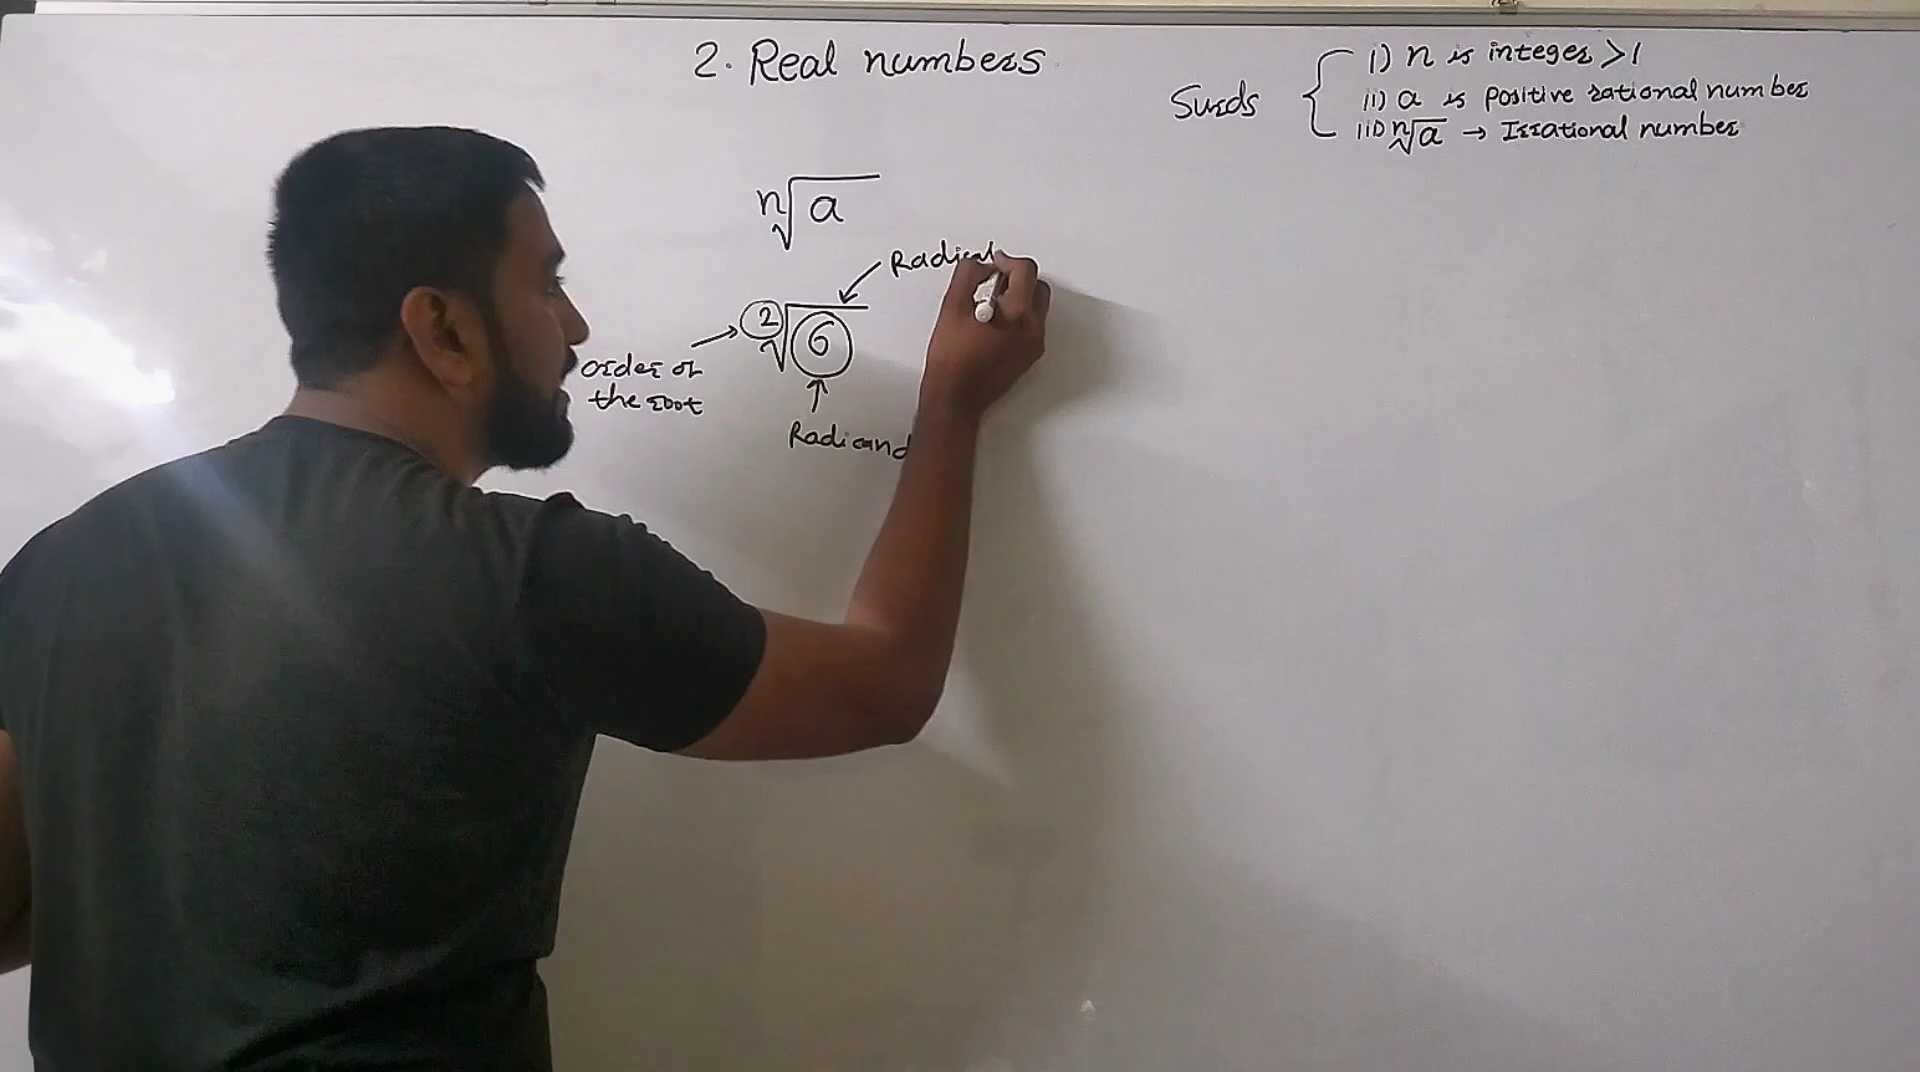 2. Real numbers
Surds
i) n is integer >1
ii) a is positive rational number
iii) ⁿ√a → Irrational number
ⁿ√a
Radical
²√6
order of
the root
Radicand